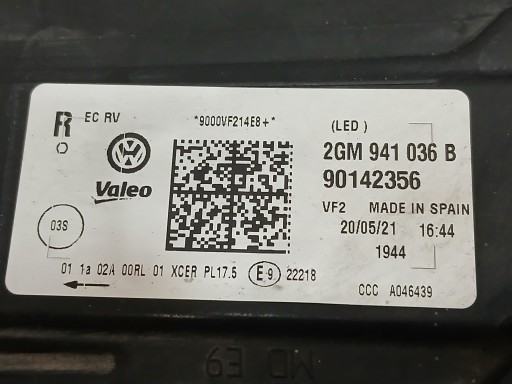 R EC RV
*9000VF214E8+*
(LED )
2GM 941 036 B
90142356
Valeo
VF2 MADE IN SPAIN
20/05/21 16:44
1944
03S
01 1a 02A 00RL 01 XCER PL17.5 E9 22218
CCC A046439
MD E9